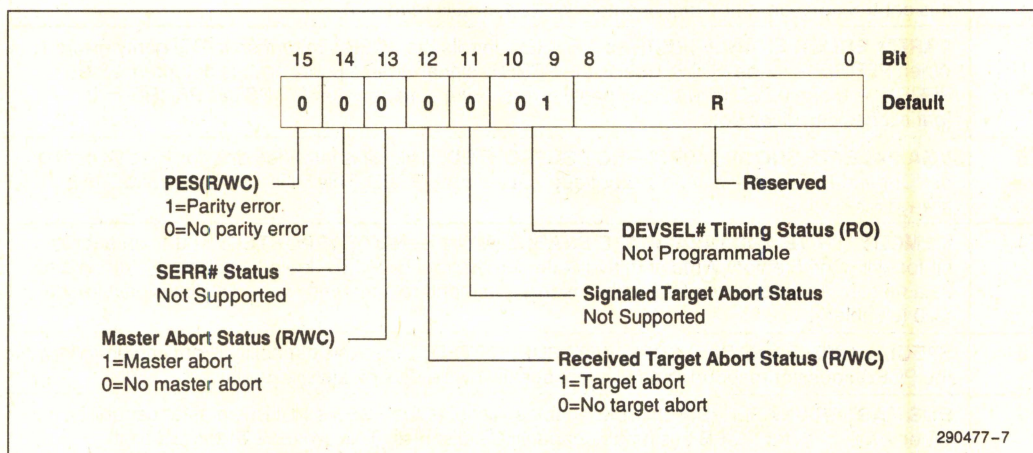 15 14 13 12 11 10 9 8 0 Bit
0 0 0 0 0 0 1 R Default
PES(R/WC)
1=Parity error
0=No parity error
SERR# Status
Not Supported
Master Abort Status (R/WC)
1=Master abort
0=No master abort
Reserved
DEVSEL# Timing Status (RO)
Not Programmable
Signaled Target Abort Status
Not Supported
Received Target Abort Status (R/WC)
1=Target abort
0=No target abort
290477-7